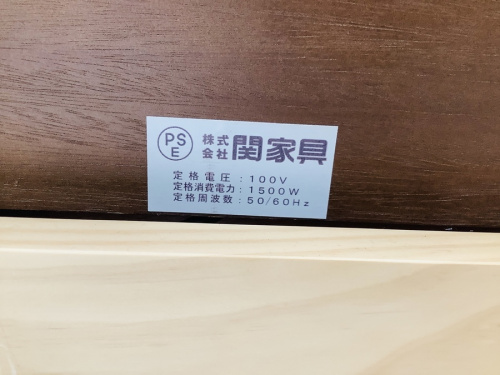 PSE
株式会社 関家具
定格電圧:100V
定格消費電力:1500W
定格周波数:50/60Hz